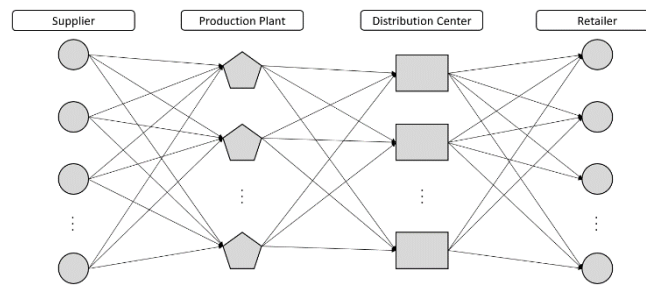 Supplier
Production Plant
Distribution Center
Retailer